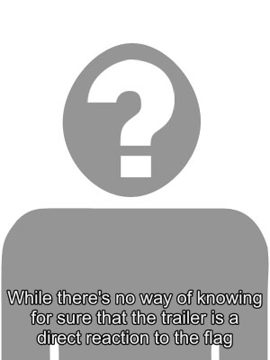 ?
While there's no way of knowing
for sure that the trailer is a
direct reaction to the flag